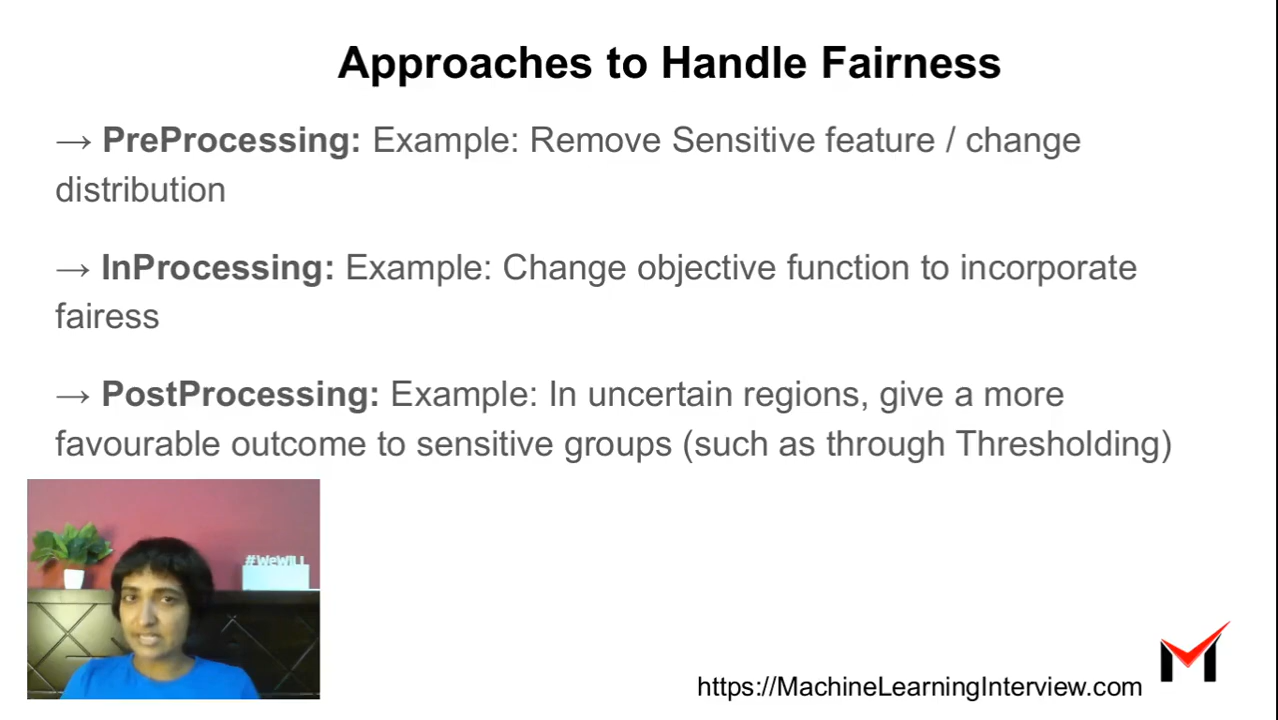 Approaches to Handle Fairness
→ PreProcessing: Example: Remove Sensitive feature / change
distribution
→ InProcessing: Example: Change objective function to incorporate
fairess
→ PostProcessing: Example: In uncertain regions, give a more
favourable outcome to sensitive groups (such as through Thresholding)
#WeWiLL
https://MachineLearningInterview.com